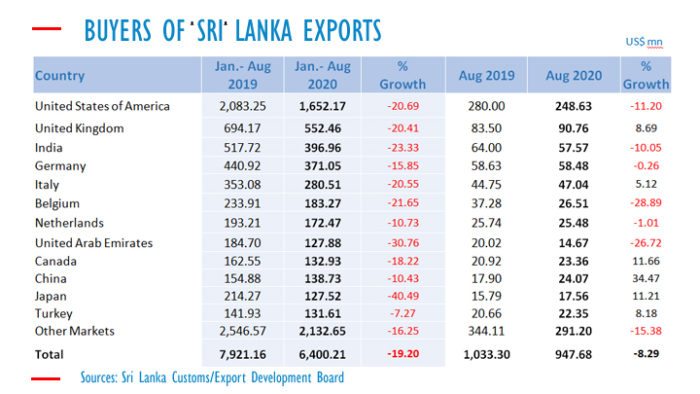 BUYERS OF 'SRI' LANKA EXPORTS
US$ mn
Country Jan.- Aug 2019 Jan.- Aug 2020 % Growth Aug 2019 Aug 2020 % Growth
United States of America 2,083.25 1,652.17 -20.69 280.00 248.63 -11.20
United Kingdom 694.17 552.46 -20.41 83.50 90.76 8.69
India 517.72 396.96 -23.33 64.00 57.57 -10.05
Germany 440.92 371.05 -15.85 58.63 58.48 -0.26
Italy 353.08 280.51 -20.55 44.75 47.04 5.12
Belgium 233.91 183.27 -21.65 37.28 26.51 -28.89
Netherlands 193.21 172.47 -10.73 25.74 25.48 -1.01
United Arab Emirates 184.70 127.88 -30.76 20.02 14.67 -26.72
Canada 162.55 132.93 -18.22 20.92 23.36 11.66
China 154.88 138.73 -10.43 17.90 24.07 34.47
Japan 214.27 127.52 -40.49 15.79 17.56 11.21
Turkey 141.93 131.61 -7.27 20.66 22.35 8.18
Other Markets 2,546.57 2,132.65 -16.25 344.11 291.20 -15.38
Total 7,921.16 6,400.21 -19.20 1,033.30 947.68 -8.29
Sources: Sri Lanka Customs/Export Development Board